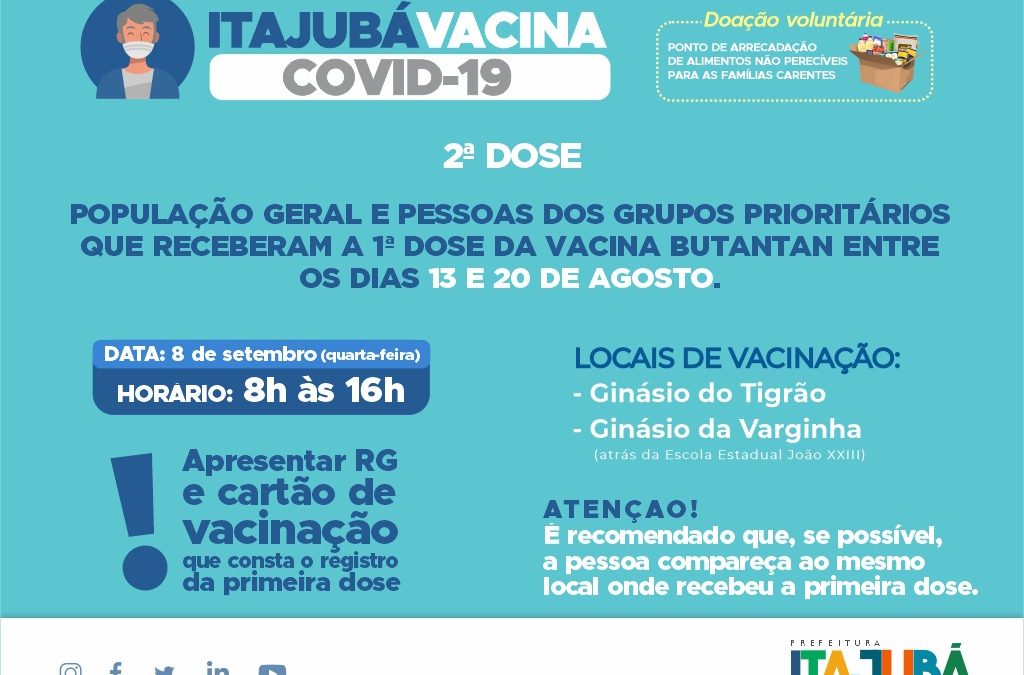 ITAJUBÁ VACINA
COVID-19
Doação voluntária
PONTO DE ARRECADAÇÃO
DE ALIMENTOS NÃO PERECÍVEIS
PARA AS FAMÍLIAS CARENTES
2ª DOSE
POPULAÇÃO GERAL E PESSOAS DOS GRUPOS PRIORITÁRIOS
QUE RECEBERAM A 1ª DOSE DA VACINA BUTANTAN ENTRE
OS DIAS 13 E 20 DE AGOSTO.
DATA: 8 de setembro (quarta-feira)
HORÁRIO: 8h às 16h
! Apresentar RG
e cartão de
vacinação
que consta o registro
da primeira dose
LOCAIS DE VACINAÇÃO:
- Ginásio do Tigrão
- Ginásio da Varginha
(atrás da Escola Estadual João XXIII)
ATENÇAO!
É recomendado que, se possível,
a pessoa compareça ao mesmo
local onde recebeu a primeira dose.
PREFEITURA
ITAJUBÁ